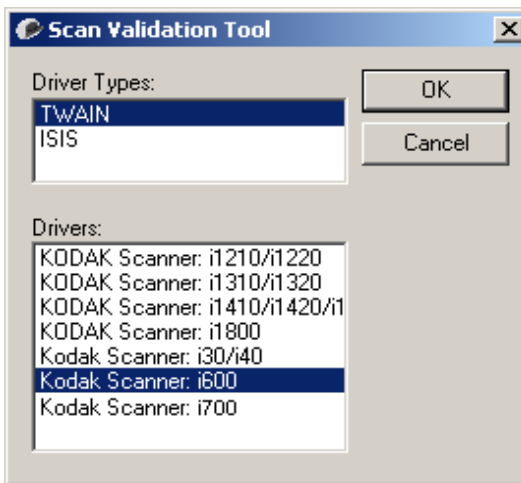 Scan Validation Tool
Driver Types:
TWAIN
ISIS
OK
Cancel
Drivers:
KODAK Scanner: i1210/i1220
KODAK Scanner: i1310/i1320
KODAK Scanner: i1410/i1420/i1
KODAK Scanner: i1800
Kodak Scanner: i30/i40
Kodak Scanner: i600
Kodak Scanner: i700